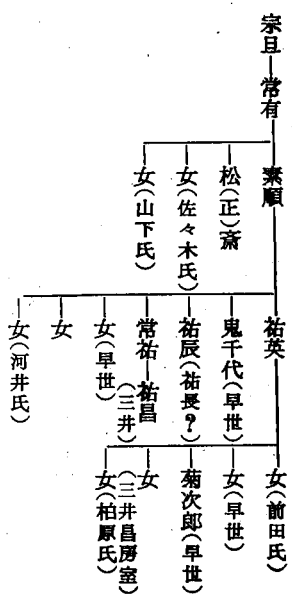 宗旦―常有
素順
松(正)斎
女(佐々木氏)
女(山下氏)
祐英
鬼千代(早世)
祐辰(祐長?)
常祐―祐昌
(三井)
女(早世)
女
女(河井氏)
女(前田氏)
女(早世)
菊次郎(早世)
女
(三井昌房室)
女(柏原氏)